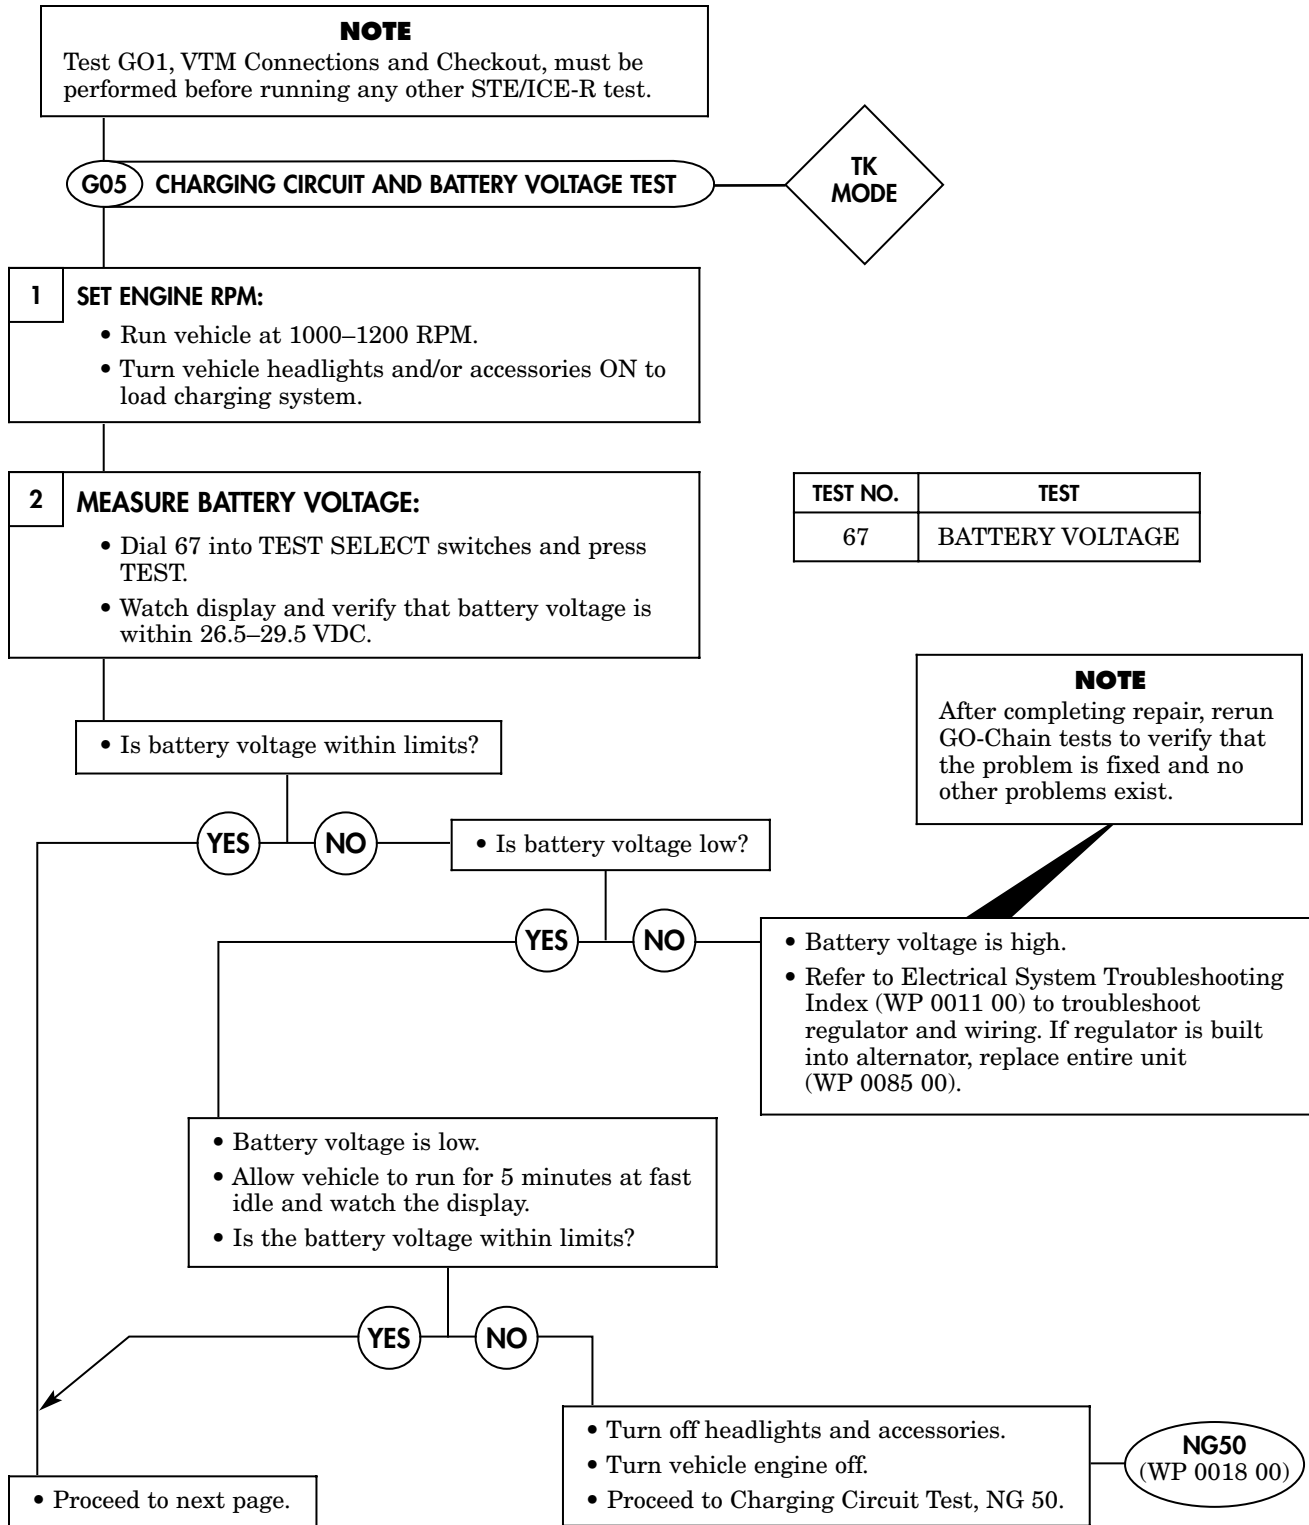 NOTE
Test GO1, VTM Connections and Checkout, must be
performed before running any other STE/ICE-R test.
G05 CHARGING CIRCUIT AND BATTERY VOLTAGE TEST
TK
MODE
1 SET ENGINE RPM:
• Run vehicle at 1000–1200 RPM.
• Turn vehicle headlights and/or accessories ON to
load charging system.
2 MEASURE BATTERY VOLTAGE:
• Dial 67 into TEST SELECT switches and press
TEST.
• Watch display and verify that battery voltage is
within 26.5–29.5 VDC.
TEST NO. TEST
67 BATTERY VOLTAGE
• Is battery voltage within limits?
NOTE
After completing repair, rerun
GO-Chain tests to verify that
the problem is fixed and no
other problems exist.
YES NO
• Is battery voltage low?
YES NO
• Battery voltage is high.
• Refer to Electrical System Troubleshooting
Index (WP 0011 00) to troubleshoot
regulator and wiring. If regulator is built
into alternator, replace entire unit
(WP 0085 00).
• Battery voltage is low.
• Allow vehicle to run for 5 minutes at fast
idle and watch the display.
• Is the battery voltage within limits?
YES NO
• Turn off headlights and accessories.
• Turn vehicle engine off.
• Proceed to Charging Circuit Test, NG 50.
NG50
(WP 0018 00)
• Proceed to next page.